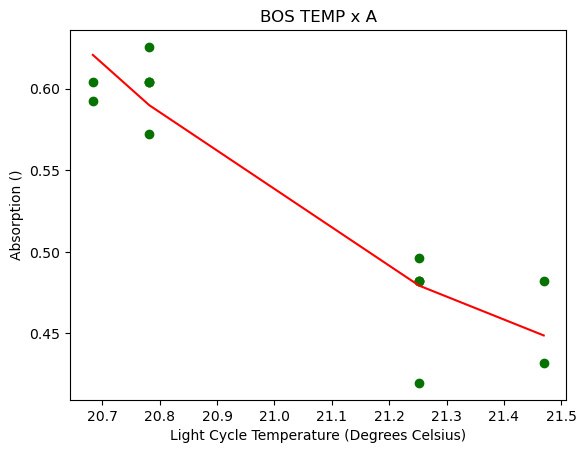 BOS TEMP x A
0.60
0.55
0.50
0.45
Absorption ()
20.7 20.8 20.9 21.0 21.1 21.2 21.3 21.4 21.5
Light Cycle Temperature (Degrees Celsius)